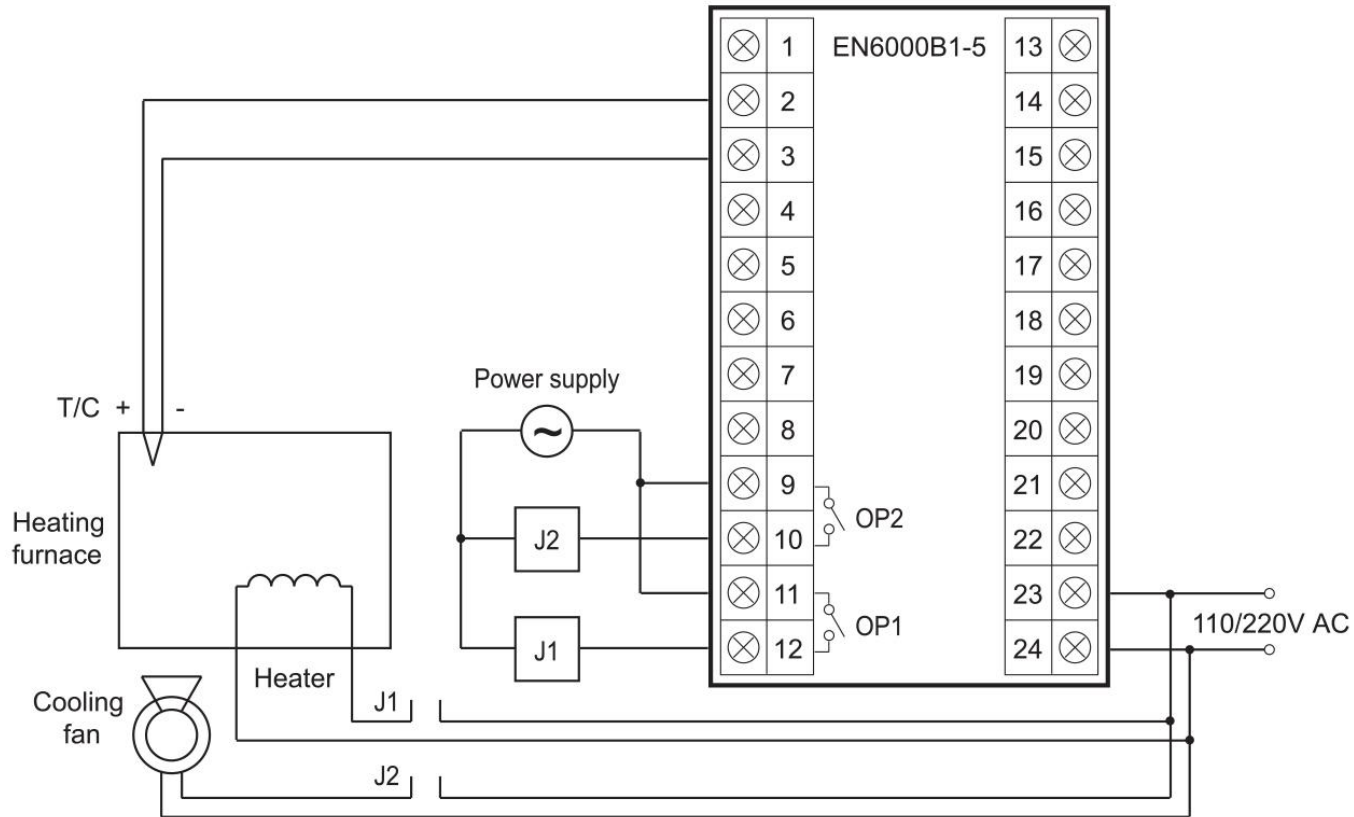 EN6000B1-5
1
2
3
4
5
6
7
8
9
10
11
12
13
14
15
16
17
18
19
20
21
22
23
24
OP2
OP1
T/C + -
Power supply
~
J2
J1
Heating
furnace
Heater
Cooling
fan
J1
J2
110/220V AC